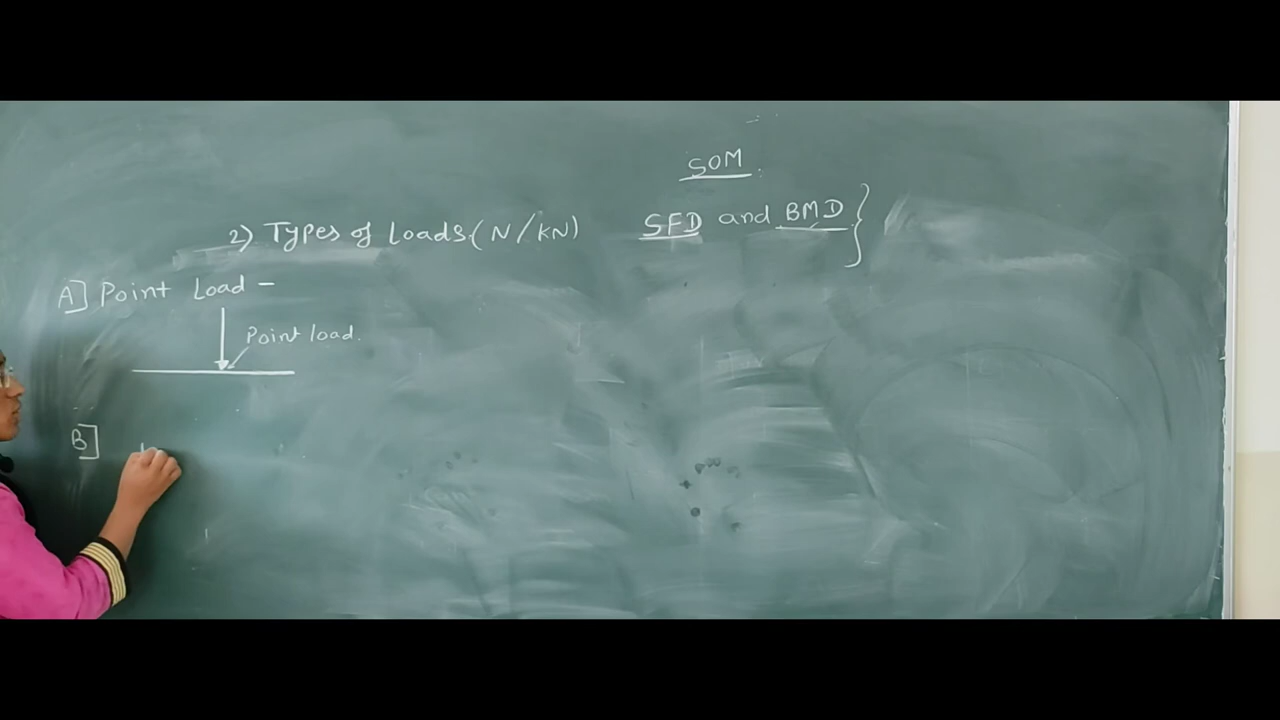 SOM
SFD and BMD }
2) Types of Loads (N/kN)
A] Point Load -
Point load.
B]